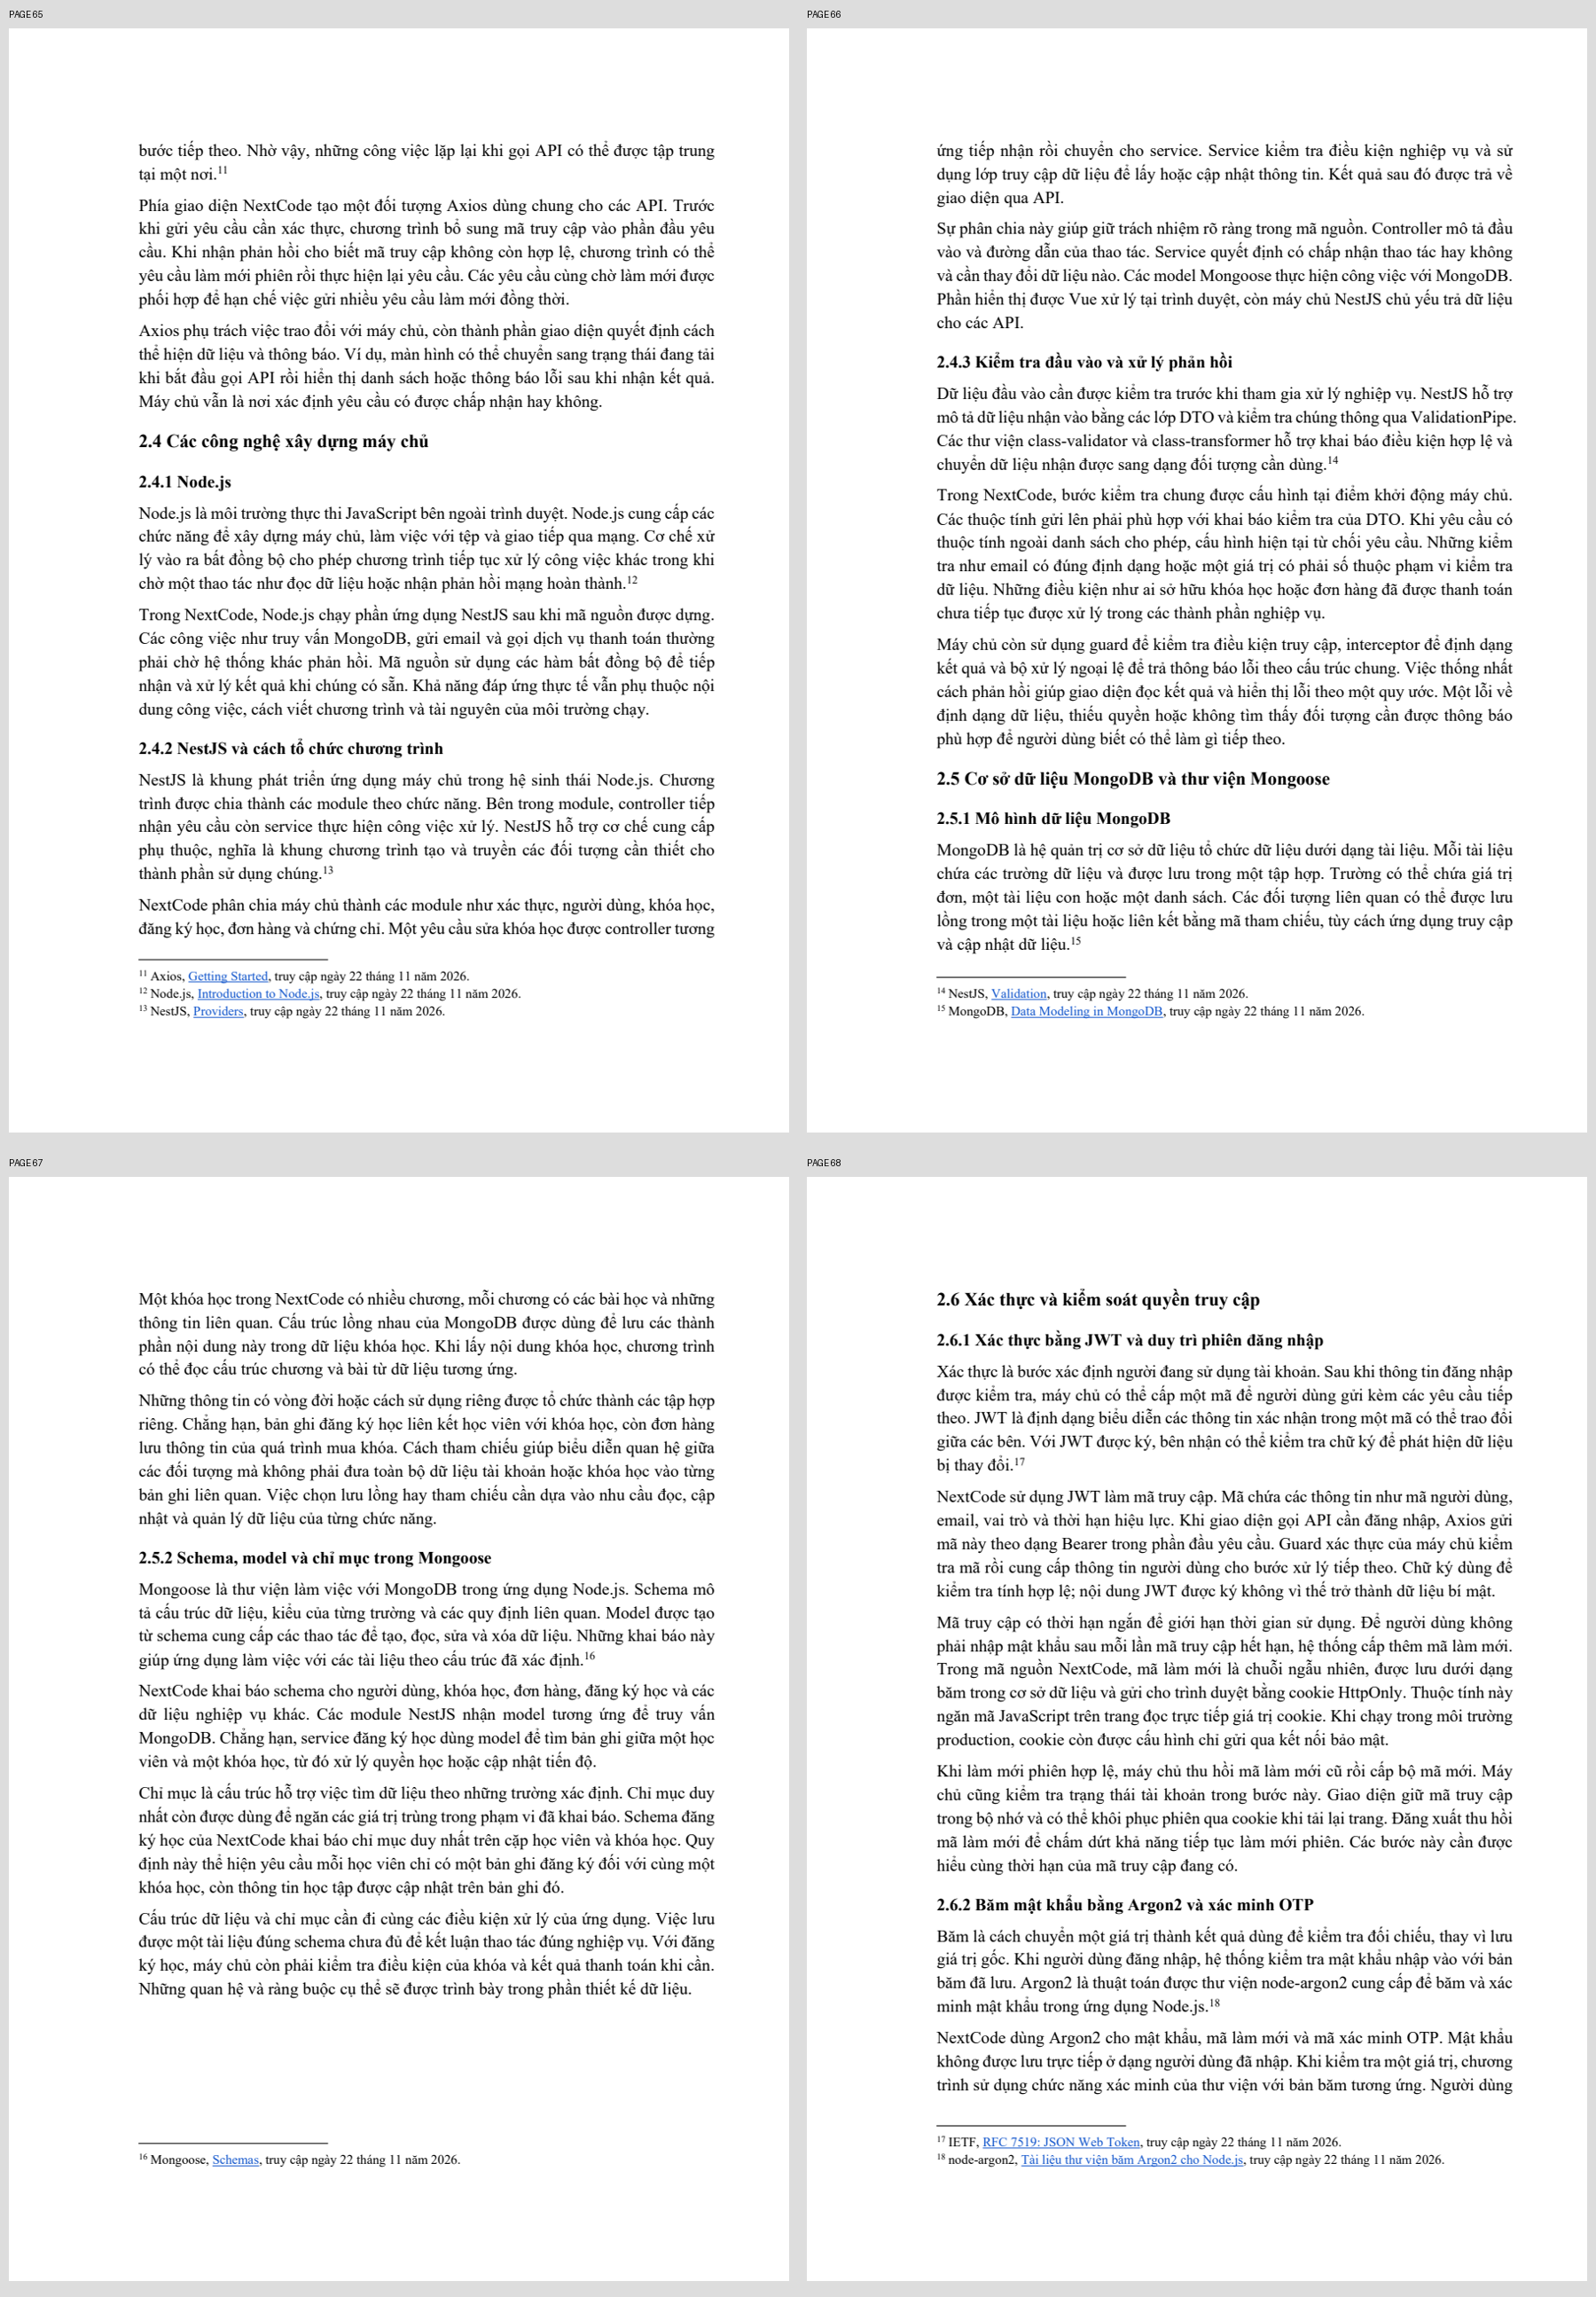 PAGE 65
bước tiếp theo. Nhờ vậy, những công việc lặp lại khi gọi API có thể được tập trung
tại một nơi.11
Phía giao diện NextCode tạo một đối tượng Axios dùng chung cho các API. Trước
khi gửi yêu cầu cần xác thực, chương trình bổ sung mã truy cập vào phần đầu yêu
cầu. Khi nhận phản hồi cho biết mã truy cập không còn hợp lệ, chương trình có thể
yêu cầu làm mới phiên rồi thực hiện lại yêu cầu. Các yêu cầu cùng chờ làm mới được
phối hợp để hạn chế việc gửi nhiều yêu cầu làm mới đồng thời.
Axios phụ trách việc trao đổi với máy chủ, còn thành phần giao diện quyết định cách
thể hiện dữ liệu và thông báo. Ví dụ, màn hình có thể chuyển sang trạng thái đang tải
khi bắt đầu gọi API rồi hiển thị danh sách hoặc thông báo lỗi sau khi nhận kết quả.
Máy chủ vẫn là nơi xác định yêu cầu có được chấp nhận hay không.
2.4 Các công nghệ xây dựng máy chủ
2.4.1 Node.js
Node.js là môi trường thực thi JavaScript bên ngoài trình duyệt. Node.js cung cấp các
chức năng để xây dựng máy chủ, làm việc với tệp và giao tiếp qua mạng. Cơ chế xử
lý vào ra bất đồng bộ cho phép chương trình tiếp tục xử lý công việc khác trong khi
chờ một thao tác như đọc dữ liệu hoặc nhận phản hồi mạng hoàn thành.12
Trong NextCode, Node.js chạy phần ứng dụng NestJS sau khi mã nguồn được dựng.
Các công việc như truy vấn MongoDB, gửi email và gọi dịch vụ thanh toán thường
phải chờ hệ thống khác phản hồi. Mã nguồn sử dụng các hàm bất đồng bộ để tiếp
nhận và xử lý kết quả khi chúng có sẵn. Khả năng đáp ứng thực tế vẫn phụ thuộc nội
dung công việc, cách viết chương trình và tài nguyên của môi trường chạy.
2.4.2 NestJS và cách tổ chức chương trình
NestJS là khung phát triển ứng dụng máy chủ trong hệ sinh thái Node.js. Chương
trình được chia thành các module theo chức năng. Bên trong module, controller tiếp
nhận yêu cầu còn service thực hiện công việc xử lý. NestJS hỗ trợ cơ chế cung cấp
phụ thuộc, nghĩa là khung chương trình tạo và truyền các đối tượng cần thiết cho
thành phần sử dụng chúng.13
NextCode phân chia máy chủ thành các module như xác thực, người dùng, khóa học,
đăng ký học, đơn hàng và chứng chỉ. Một yêu cầu sửa khóa học được controller tương
11 Axios, Getting Started, truy cập ngày 22 tháng 11 năm 2026.
12 Node.js, Introduction to Node.js, truy cập ngày 22 tháng 11 năm 2026.
13 NestJS, Providers, truy cập ngày 22 tháng 11 năm 2026.
PAGE 66
ứng tiếp nhận rồi chuyển cho service. Service kiểm tra điều kiện nghiệp vụ và sử
dụng lớp truy cập dữ liệu để lấy hoặc cập nhật thông tin. Kết quả sau đó được trả về
giao diện qua API.
Sự phân chia này giúp giữ trách nhiệm rõ ràng trong mã nguồn. Controller mô tả đầu
vào và đường dẫn của thao tác. Service quyết định có chấp nhận thao tác hay không
và cần thay đổi dữ liệu nào. Các model Mongoose thực hiện công việc với MongoDB.
Phần hiển thị được Vue xử lý tại trình duyệt, còn máy chủ NestJS chủ yếu trả dữ liệu
cho các API.
2.4.3 Kiểm tra đầu vào và xử lý phản hồi
Dữ liệu đầu vào cần được kiểm tra trước khi tham gia xử lý nghiệp vụ. NestJS hỗ trợ
mô tả dữ liệu nhận vào bằng các lớp DTO và kiểm tra chúng thông qua ValidationPipe.
Các thư viện class-validator và class-transformer hỗ trợ khai báo điều kiện hợp lệ và
chuyển dữ liệu nhận được sang dạng đối tượng cần dùng.14
Trong NextCode, bước kiểm tra chung được cấu hình tại điểm khởi động máy chủ.
Các thuộc tính gửi lên phải phù hợp với khai báo kiểm tra của DTO. Khi yêu cầu có
thuộc tính ngoài danh sách cho phép, cấu hình hiện tại từ chối yêu cầu. Những kiểm
tra như email có đúng định dạng hoặc một giá trị có phải số thuộc phạm vi kiểm tra
dữ liệu. Những điều kiện như ai sở hữu khóa học hoặc đơn hàng đã được thanh toán
chưa tiếp tục được xử lý trong các thành phần nghiệp vụ.
Máy chủ còn sử dụng guard để kiểm tra điều kiện truy cập, interceptor để định dạng
kết quả và bộ xử lý ngoại lệ để trả thông báo lỗi theo cấu trúc chung. Việc thống nhất
cách phản hồi giúp giao diện đọc kết quả và hiển thị lỗi theo một quy ước. Một lỗi về
định dạng dữ liệu, thiếu quyền hoặc không tìm thấy đối tượng cần được thông báo
phù hợp để người dùng biết có thể làm gì tiếp theo.
2.5 Cơ sở dữ liệu MongoDB và thư viện Mongoose
2.5.1 Mô hình dữ liệu MongoDB
MongoDB là hệ quản trị cơ sở dữ liệu tổ chức dữ liệu dưới dạng tài liệu. Mỗi tài liệu
chứa các trường dữ liệu và được lưu trong một tập hợp. Trường có thể chứa giá trị
đơn, một tài liệu con hoặc một danh sách. Các đối tượng liên quan có thể được lưu
lồng trong một tài liệu hoặc liên kết bằng mã tham chiếu, tùy cách ứng dụng truy cập
và cập nhật dữ liệu.15
14 NestJS, Validation, truy cập ngày 22 tháng 11 năm 2026.
15 MongoDB, Data Modeling in MongoDB, truy cập ngày 22 tháng 11 năm 2026.
PAGE 67
Một khóa học trong NextCode có nhiều chương, mỗi chương có các bài học và những
thông tin liên quan. Cấu trúc lồng nhau của MongoDB được dùng để lưu các thành
phần nội dung này trong dữ liệu khóa học. Khi lấy nội dung khóa học, chương trình
có thể đọc cấu trúc chương và bài từ dữ liệu tương ứng.
Những thông tin có vòng đời hoặc cách sử dụng riêng được tổ chức thành các tập hợp
riêng. Chẳng hạn, bản ghi đăng ký học liên kết học viên với khóa học, còn đơn hàng
lưu thông tin của quá trình mua khóa. Cách tham chiếu giúp biểu diễn quan hệ giữa
các đối tượng mà không phải đưa toàn bộ dữ liệu tài khoản hoặc khóa học vào từng
bản ghi liên quan. Việc chọn lưu lồng hay tham chiếu cần dựa vào nhu cầu đọc, cập
nhật và quản lý dữ liệu của từng chức năng.
2.5.2 Schema, model và chỉ mục trong Mongoose
Mongoose là thư viện làm việc với MongoDB trong ứng dụng Node.js. Schema mô
tả cấu trúc dữ liệu, kiểu của từng trường và các quy định liên quan. Model được tạo
từ schema cung cấp các thao tác để tạo, đọc, sửa và xóa dữ liệu. Những khai báo này
giúp ứng dụng làm việc với các tài liệu theo cấu trúc đã xác định.16
NextCode khai báo schema cho người dùng, khóa học, đơn hàng, đăng ký học và các
dữ liệu nghiệp vụ khác. Các module NestJS nhận model tương ứng để truy vấn
MongoDB. Chẳng hạn, service đăng ký học dùng model để tìm bản ghi giữa một học
viên và một khóa học, từ đó xử lý quyền học hoặc cập nhật tiến độ.
Chỉ mục là cấu trúc hỗ trợ việc tìm dữ liệu theo những trường xác định. Chỉ mục duy
nhất còn được dùng để ngăn các giá trị trùng trong phạm vi đã khai báo. Schema đăng
ký học của NextCode khai báo chỉ mục duy nhất trên cặp học viên và khóa học. Quy
định này thể hiện yêu cầu mỗi học viên chỉ có một bản ghi đăng ký đối với cùng một
khóa học, còn thông tin học tập được cập nhật trên bản ghi đó.
Cấu trúc dữ liệu và chỉ mục cần đi cùng các điều kiện xử lý của ứng dụng. Việc lưu
được một tài liệu đúng schema chưa đủ để kết luận thao tác đúng nghiệp vụ. Với đăng
ký học, máy chủ còn phải kiểm tra điều kiện của khóa và kết quả thanh toán khi cần.
Những quan hệ và ràng buộc cụ thể sẽ được trình bày trong phần thiết kế dữ liệu.
16 Mongoose, Schemas, truy cập ngày 22 tháng 11 năm 2026.
PAGE 68
2.6 Xác thực và kiểm soát quyền truy cập
2.6.1 Xác thực bằng JWT và duy trì phiên đăng nhập
Xác thực là bước xác định người đang sử dụng tài khoản. Sau khi thông tin đăng nhập
được kiểm tra, máy chủ có thể cấp một mã để người dùng gửi kèm các yêu cầu tiếp
theo. JWT là định dạng biểu diễn các thông tin xác nhận trong một mã có thể trao đổi
giữa các bên. Với JWT được ký, bên nhận có thể kiểm tra chữ ký để phát hiện dữ liệu
bị thay đổi.17
NextCode sử dụng JWT làm mã truy cập. Mã chứa các thông tin như mã người dùng,
email, vai trò và thời hạn hiệu lực. Khi giao diện gọi API cần đăng nhập, Axios gửi
mã này theo dạng Bearer trong phần đầu yêu cầu. Guard xác thực của máy chủ kiểm
tra mã rồi cung cấp thông tin người dùng cho bước xử lý tiếp theo. Chữ ký dùng để
kiểm tra tính hợp lệ; nội dung JWT được ký không vì thế trở thành dữ liệu bí mật.
Mã truy cập có thời hạn ngắn để giới hạn thời gian sử dụng. Để người dùng không
phải nhập mật khẩu sau mỗi lần mã truy cập hết hạn, hệ thống cấp thêm mã làm mới.
Trong mã nguồn NextCode, mã làm mới là chuỗi ngẫu nhiên, được lưu dưới dạng
băm trong cơ sở dữ liệu và gửi cho trình duyệt bằng cookie HttpOnly. Thuộc tính này
ngăn mã JavaScript trên trang đọc trực tiếp giá trị cookie. Khi chạy trong môi trường
production, cookie còn được cấu hình chỉ gửi qua kết nối bảo mật.
Khi làm mới phiên hợp lệ, máy chủ thu hồi mã làm mới cũ rồi cấp bộ mã mới. Máy
chủ cũng kiểm tra trạng thái tài khoản trong bước này. Giao diện giữ mã truy cập
trong bộ nhớ và có thể khôi phục phiên qua cookie khi tải lại trang. Đăng xuất thu hồi
mã làm mới để chấm dứt khả năng tiếp tục làm mới phiên. Các bước này cần được
hiểu cùng thời hạn của mã truy cập đang có.
2.6.2 Băm mật khẩu bằng Argon2 và xác minh OTP
Băm là cách chuyển một giá trị thành kết quả dùng để kiểm tra đối chiếu, thay vì lưu
giá trị gốc. Khi người dùng đăng nhập, hệ thống kiểm tra mật khẩu nhập vào với bản
băm đã lưu. Argon2 là thuật toán được thư viện node-argon2 cung cấp để băm và xác
minh mật khẩu trong ứng dụng Node.js.18
NextCode dùng Argon2 cho mật khẩu, mã làm mới và mã xác minh OTP. Mật khẩu
không được lưu trực tiếp ở dạng người dùng đã nhập. Khi kiểm tra một giá trị, chương
trình sử dụng chức năng xác minh của thư viện với bản băm tương ứng. Người dùng
17 IETF, RFC 7519: JSON Web Token, truy cập ngày 22 tháng 11 năm 2026.
18 node-argon2, Tài liệu thư viện băm Argon2 cho Node.js, truy cập ngày 22 tháng 11 năm 2026.